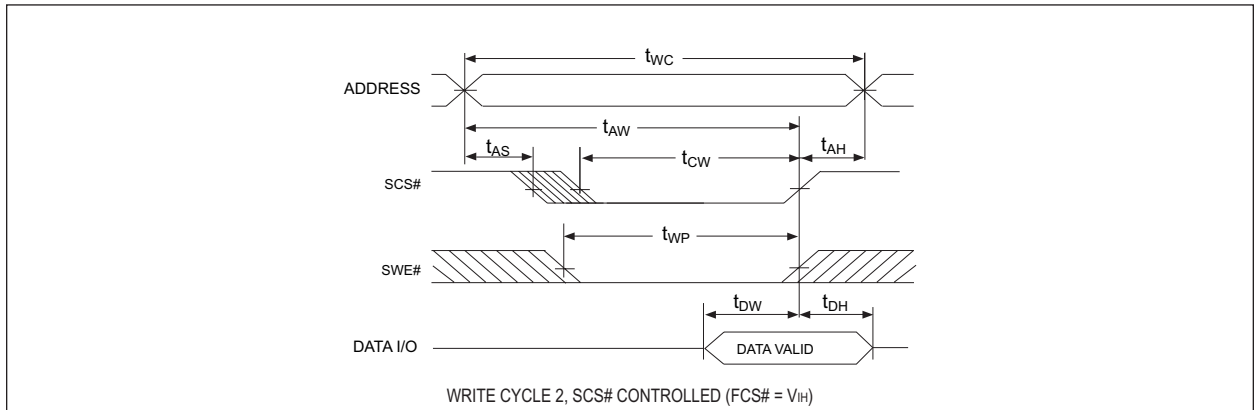 tWC
ADDRESS
tAW
tAS
tCW
tAH
SCS#
tWP
SWE#
tDW
tDH
DATA I/O
DATA VALID
WRITE CYCLE 2, SCS# CONTROLLED (FCS# = VIH)